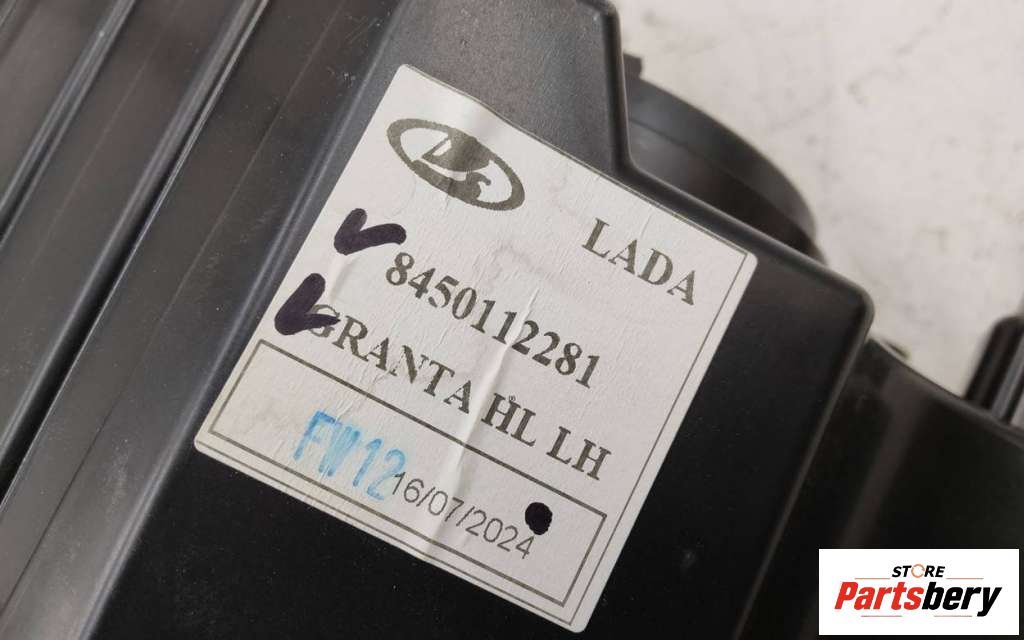 LADA
8450112281
GRANTA HL LH
FW12
16/07/2024
STORE
Partsbery